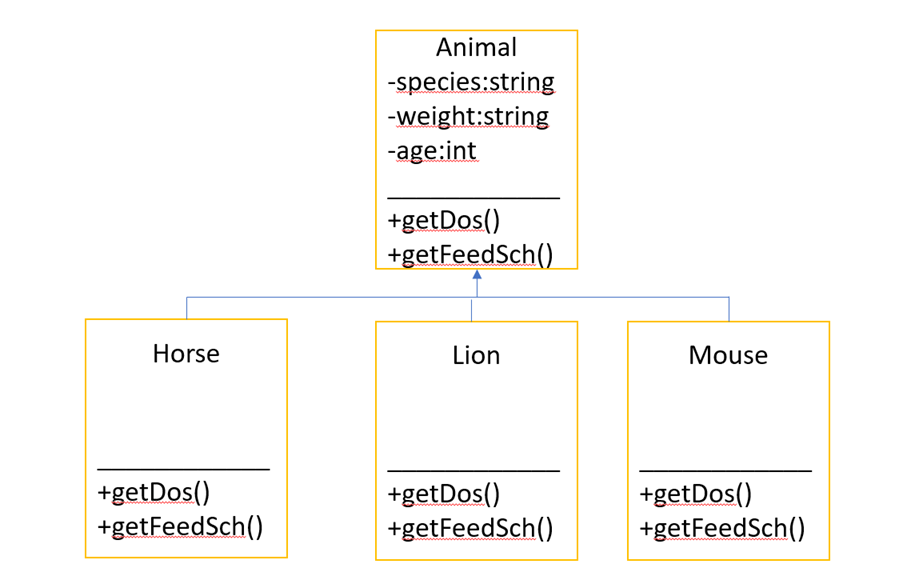 Animal
-species:string
-weight:string
-age:int
+getDos()
+getFeedSch()
Horse
+getDos()
+getFeedSch()
Lion
+getDos()
+getFeedSch()
Mouse
+getDos()
+getFeedSch()